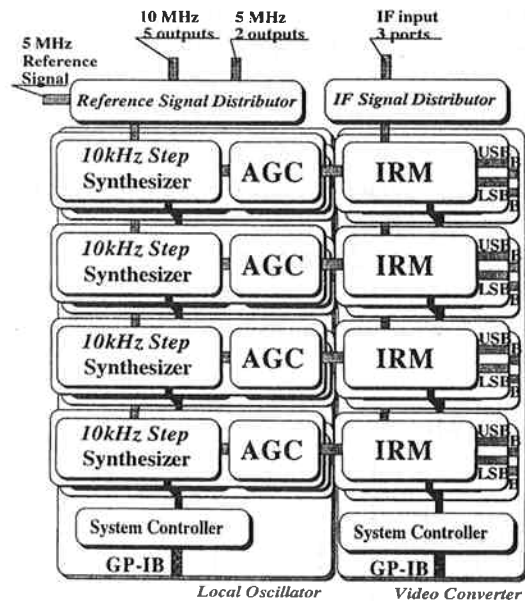 10 MHz
5 outputs
5 MHz
2 outputs
IF input
3 ports
5 MHz
Reference
Signal
Reference Signal Distributor
IF Signal Distributor
10kHz Step
Synthesizer
AGC
IRM
USB
LSB
10kHz Step
Synthesizer
AGC
IRM
USB
LSB
10kHz Step
Synthesizer
AGC
IRM
USB
LSB
10kHz Step
Synthesizer
AGC
IRM
USB
LSB
System Controller
System Controller
GP-IB
GP-IB
Local Oscillator
Video Converter